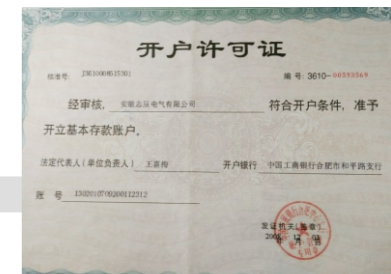 开户许可证
核准号: J3610004515301 编 号: 3610-00593569
经审核, 安徽志辰电气有限公司 符合开户条件, 准予
开立基本存款账户。
法定代表人(单位负责人) 王喜梅 开户银行 中国工商银行合肥市和平路支行
账 号 1302010709200112312
发证机关(盖章)